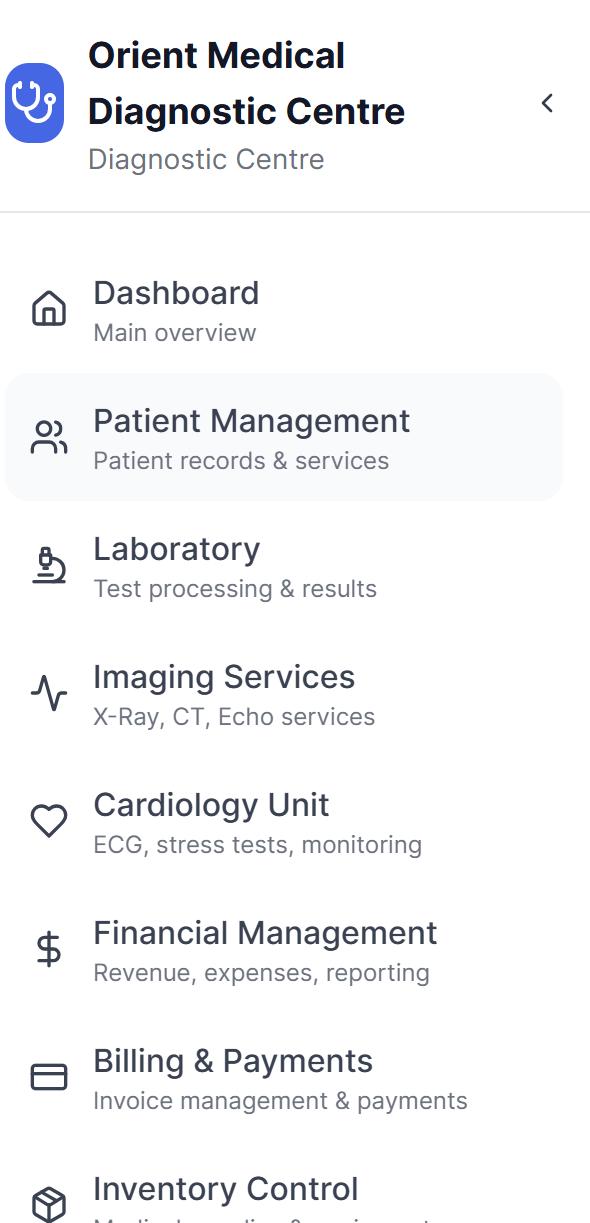 Orient Medical
Diagnostic Centre
Diagnostic Centre
Dashboard
Main overview
Patient Management
Patient records & services
Laboratory
Test processing & results
Imaging Services
X-Ray, CT, Echo services
Cardiology Unit
ECG, stress tests, monitoring
Financial Management
Revenue, expenses, reporting
Billing & Payments
Invoice management & payments
Inventory Control